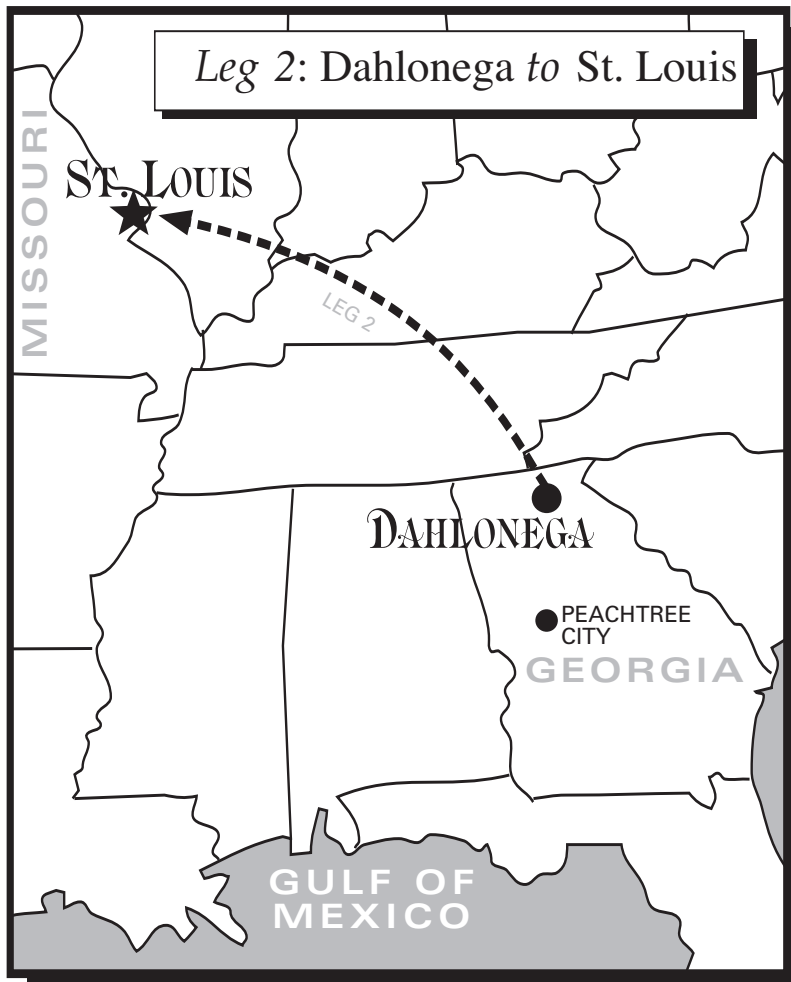 Leg 2: Dahlonega to St. Louis
MISSOURI
ST. LOUIS
LEG 2
DAHLONEGA
PEACHTREE
CITY
GEORGIA
GULF OF
MEXICO